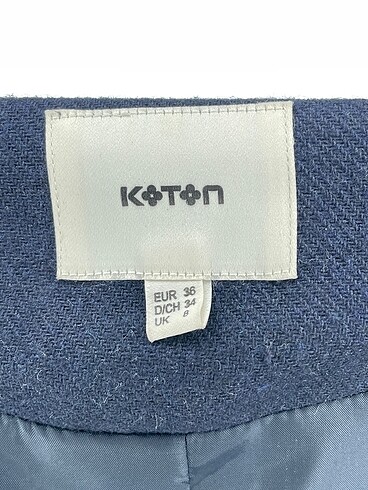 KOTON
EUR 36
D/CH 34
UK 8